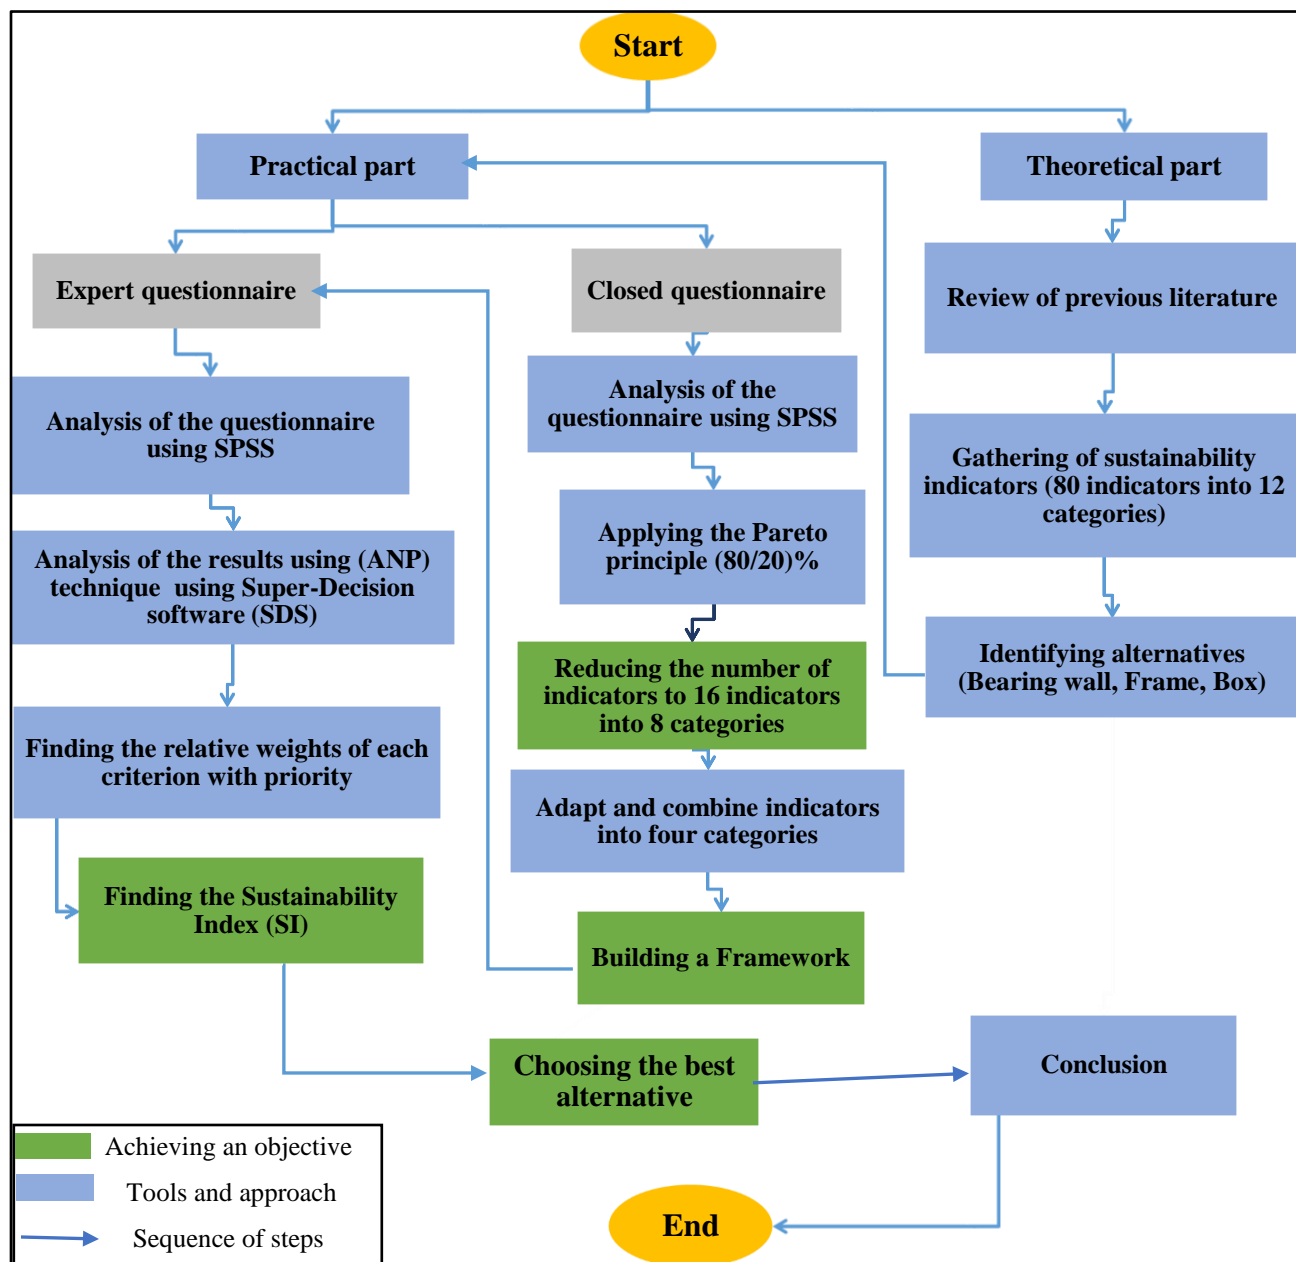 Start
Practical part
Theoretical part
Expert questionnaire
Closed questionnaire
Review of previous literature
Analysis of the questionnaire
using SPSS
Analysis of the
questionnaire using SPSS
Gathering of sustainability
indicators (80 indicators into 12
categories)
Analysis of the results using (ANP)
technique using Super-Decision
software (SDS)
Applying the Pareto
principle (80/20)%
Identifying alternatives
(Bearing wall, Frame, Box)
Reducing the number of
indicators to 16 indicators
into 8 categories
Finding the relative weights of each
criterion with priority
Adapt and combine indicators
into four categories
Finding the Sustainability
Index (SI)
Building a Framework
Choosing the best
alternative
Conclusion
Achieving an objective
Tools and approach
Sequence of steps
End